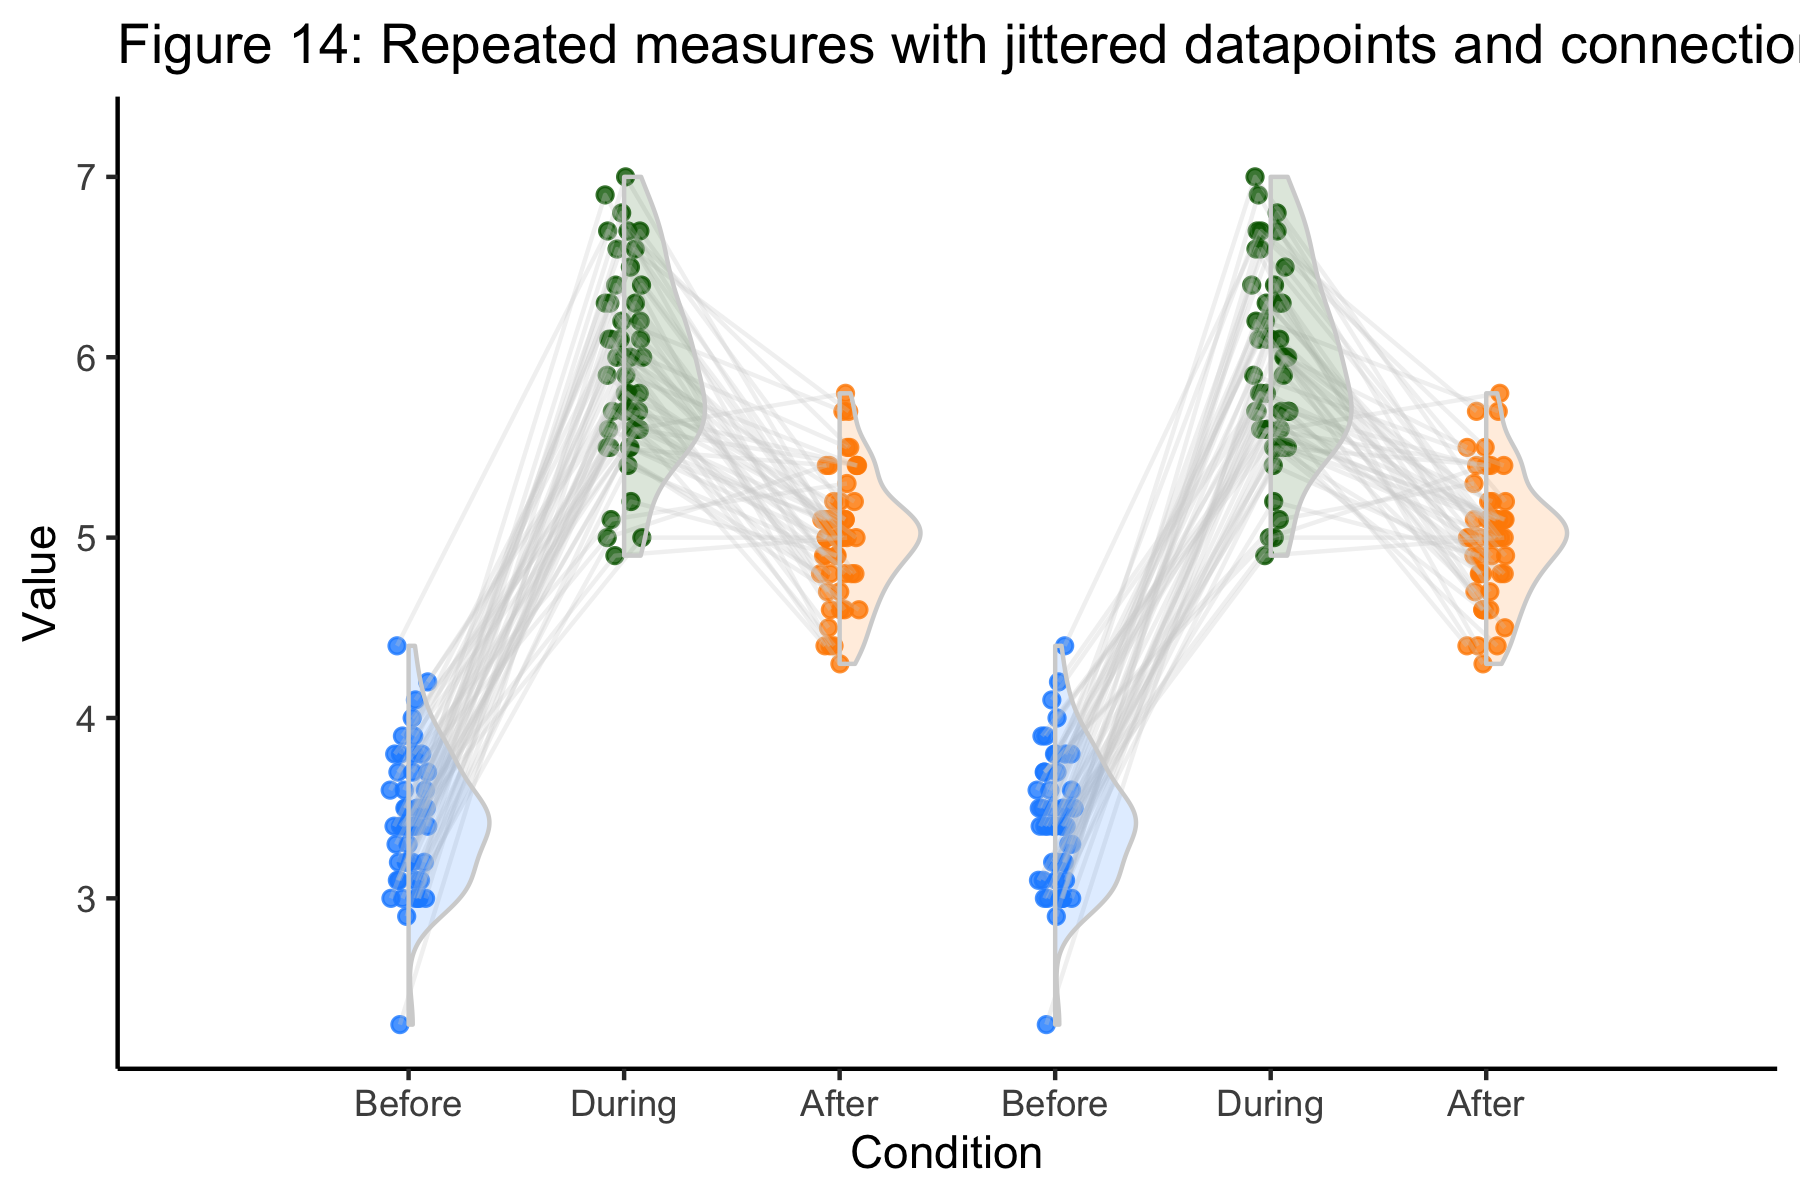 Figure 14: Repeated measures with jittered datapoints and connectio
7
6
5
4
3
Value
Before During After Before During After
Condition